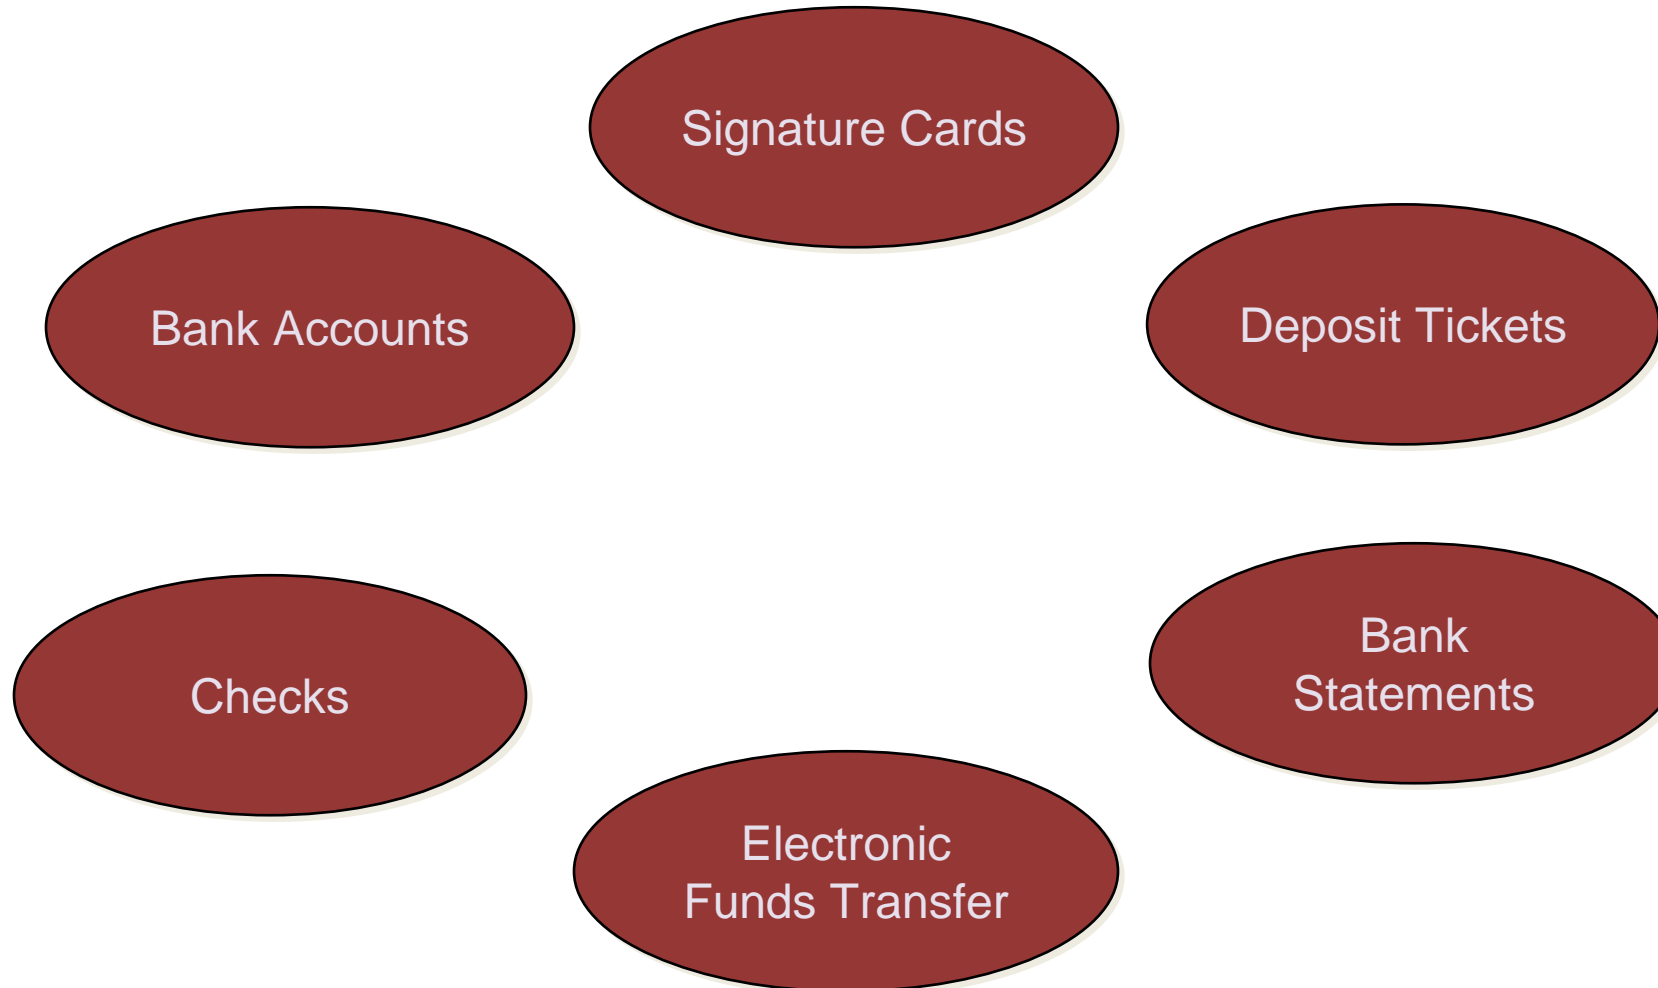 Signature Cards
Bank Accounts
Deposit Tickets
Checks
Bank
Statements
Electronic
Funds Transfer